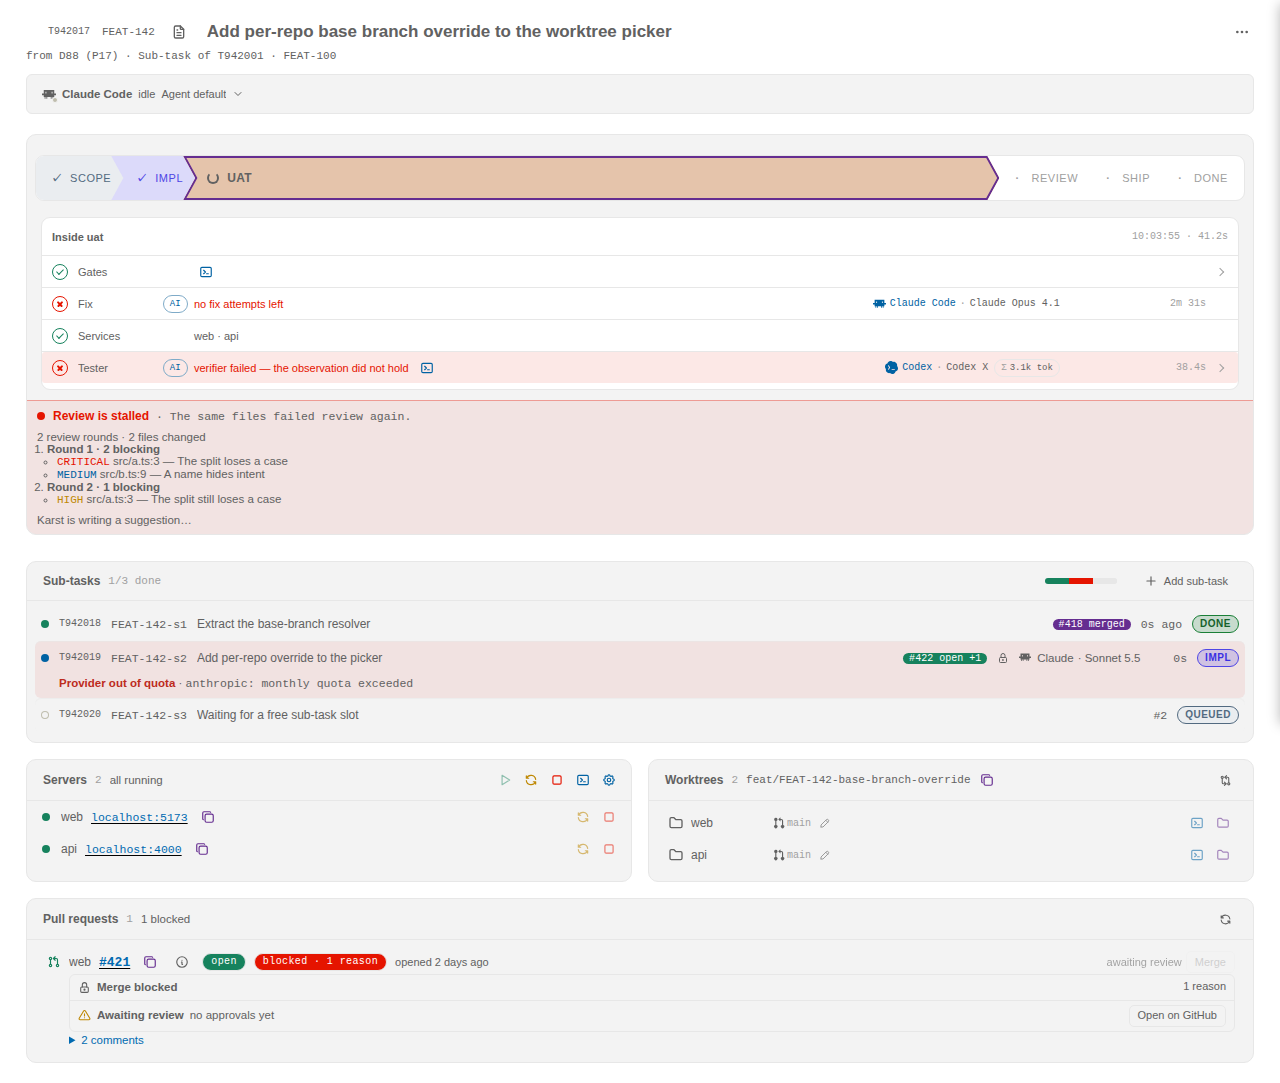 T942017 FEAT-142 Add per-repo base branch override to the worktree picker
from D88 (P17) · Sub-task of T942001 · FEAT-100
Claude Code idle Agent default
SCOPE IMPL UAT · REVIEW · SHIP · DONE
Inside uat 10:03:55 · 41.2s
Gates
Fix AI no fix attempts left Claude Code · Claude Opus 4.1 2m 31s
Services web · api
Tester AI verifier failed — the observation did not hold Codex · Codex X Σ 3.1k tok 38.4s
Review is stalled · The same files failed review again.
2 review rounds · 2 files changed
1. Round 1 · 2 blocking
CRITICAL src/a.ts:3 — The split loses a case
MEDIUM src/b.ts:9 — A name hides intent
2. Round 2 · 1 blocking
HIGH src/a.ts:3 — The split still loses a case
Karst is writing a suggestion…
Sub-tasks 1/3 done Add sub-task
T942018 FEAT-142-s1 Extract the base-branch resolver #418 merged 0s ago DONE
T942019 FEAT-142-s2 Add per-repo override to the picker #422 open +1 Claude · Sonnet 5.5 0s IMPL
Provider out of quota · anthropic: monthly quota exceeded
T942020 FEAT-142-s3 Waiting for a free sub-task slot #2 QUEUED
Servers 2 all running
web localhost:5173
api localhost:4000
Worktrees 2 feat/FEAT-142-base-branch-override
web main
api main
Pull requests 1 1 blocked
web #421 open blocked · 1 reason opened 2 days ago awaiting review Merge
Merge blocked 1 reason
Awaiting review no approvals yet Open on GitHub
2 comments